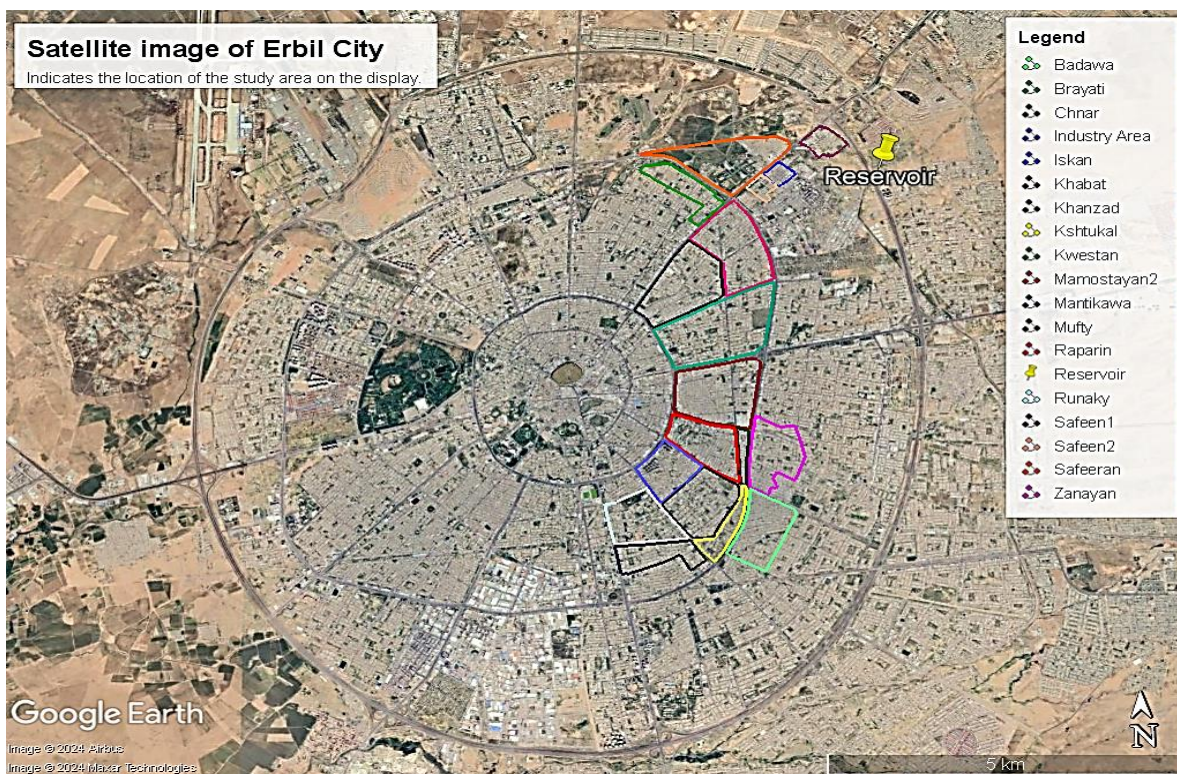 Satellite image of Erbil City
Indicates the location of the study area on the display.
Legend
Badawa
Brayati
Chnar
Industry Area
Iskan
Khabat
Khanzad
Kshtukal
Kwestan
Mamostayan2
Mantikawa
Mufty
Raparin
Reservoir
Runaky
Safeen1
Safeen2
Safeeran
Zanayan
Reservoir
Google Earth
Image © 2024 Airbus
Image © 2024 Maxar Technologies
N
5 km